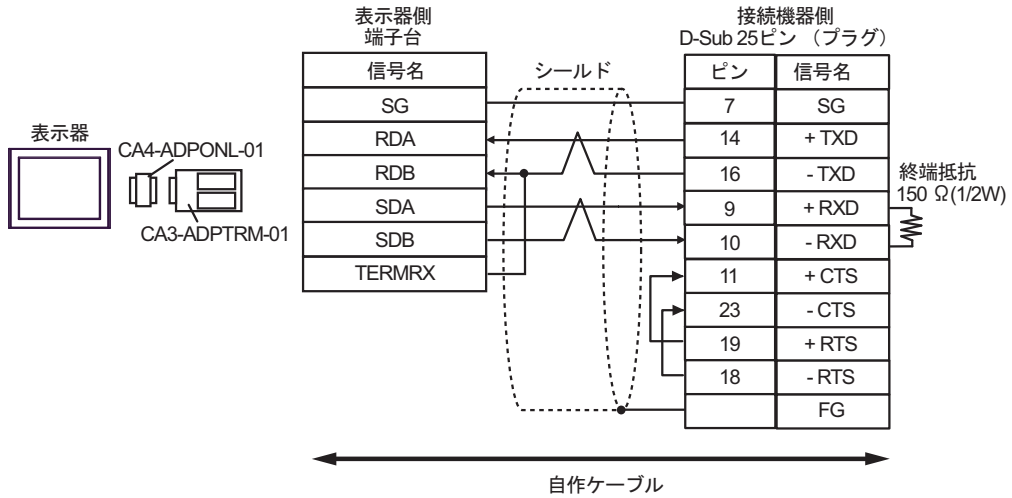 表示器側
端子台
接続機器側
D-Sub 25ピン （プラグ）
信号名
シールド
ピン
信号名
SG
7
SG
表示器
CA4-ADPONL-01
CA3-ADPTRM-01
RDA
14
+ TXD
RDB
16
- TXD
終端抵抗
150 Ω(1/2W)
SDA
9
+ RXD
SDB
10
- RXD
TERMRX
11
+ CTS
23
- CTS
19
+ RTS
18
- RTS
FG
自作ケーブル